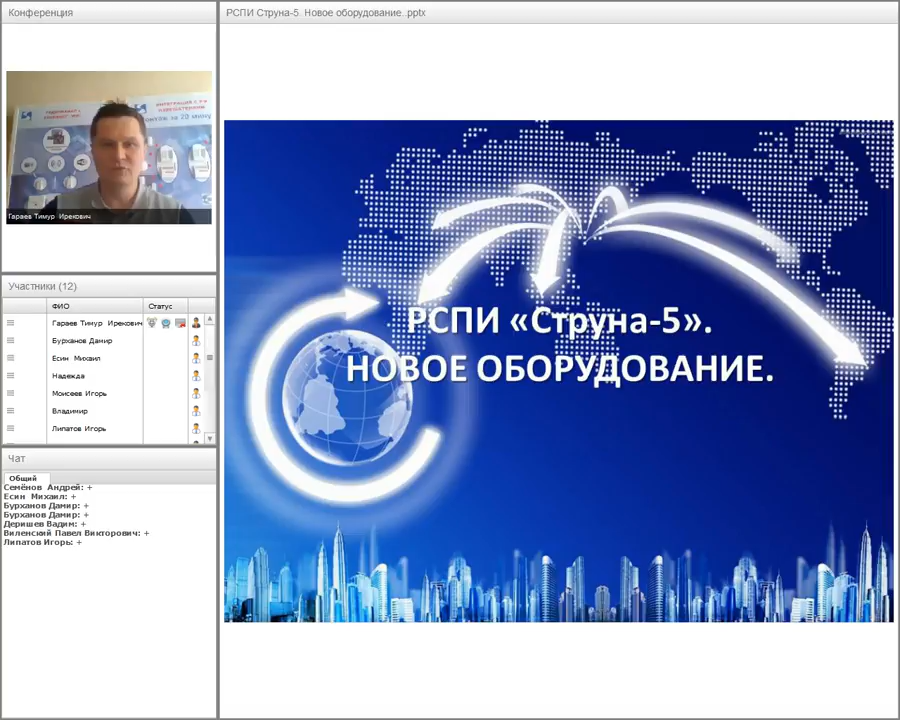 Конференция
РСПИ Струна-5. Новое оборудование..pptx
Гараев Тимур Ирекович
Участники (12)
ФИО
Статус
Гараев Тимур Ирекович
Бурханов Дамир
Есин Михаил
Надежда
Моисеев Игорь
Владимир
Липатов Игорь
Чат
Общий
Семёнов Андрей: +
Есин Михаил: +
Бурханов Дамир: +
Бурханов Дамир: +
Деришев Вадим: +
Виленский Павел Викторович: +
Липатов Игорь: +
РСПИ «Струна-5».
НОВОЕ ОБОРУДОВАНИЕ.